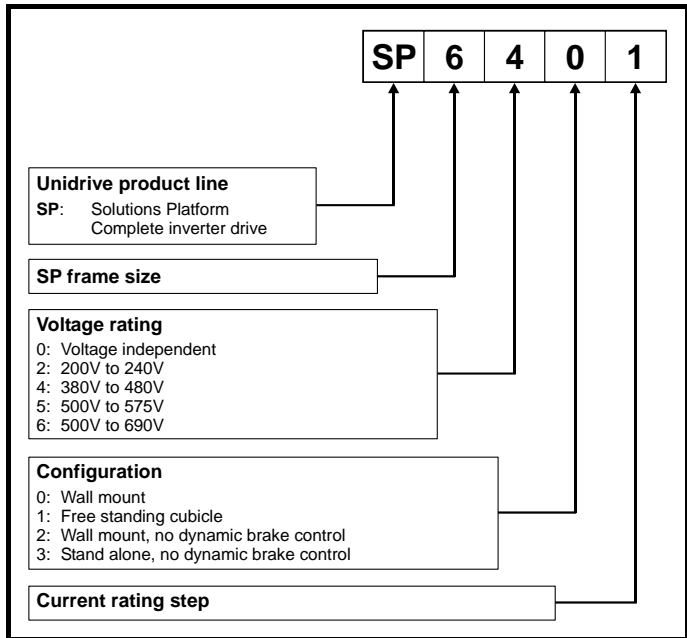 SP 6 4 0 1
Unidrive product line
SP: Solutions Platform
Complete inverter drive
SP frame size
Voltage rating
0: Voltage independent
2: 200V to 240V
4: 380V to 480V
5: 500V to 575V
6: 500V to 690V
Configuration
0: Wall mount
1: Free standing cubicle
2: Wall mount, no dynamic brake control
3: Stand alone, no dynamic brake control
Current rating step